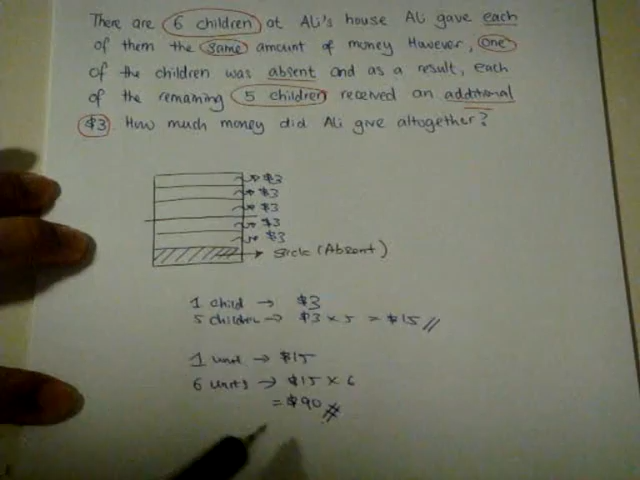 There are 6 children at Ali's house Ali gave each
of them the same amount of money However, one
of the children was absent and as a result, each
of the remaining 5 children received an additional
$3. How much money did Ali give altogether?
$3
$3
$3
$3
$3
Sick (Absent)
1 child → $3
5 children → $3 × 5 = $15 //
1 unit → $15
6 units → $15 × 6
= $90